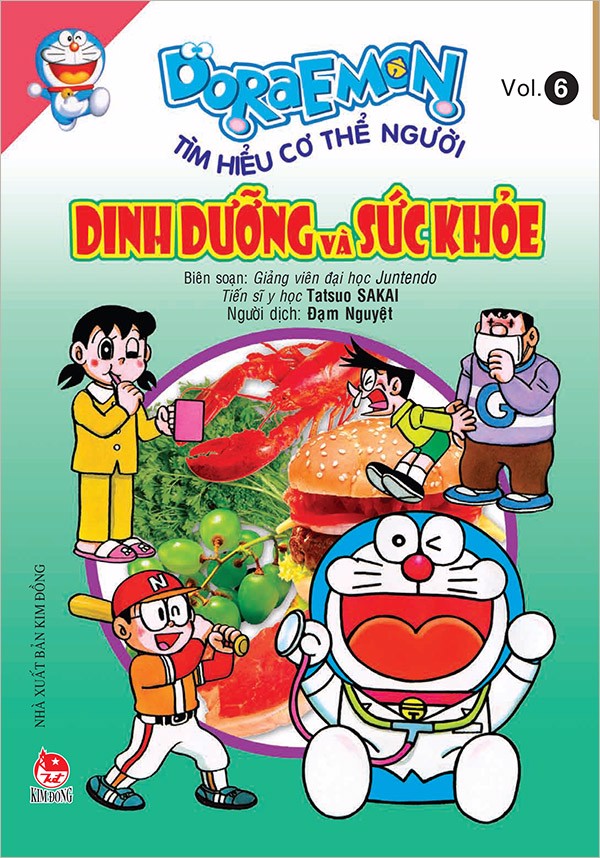 DORAEMON
Vol. 6
TÌM HIỂU CƠ THỂ NGƯỜI
DINH DƯỠNG VÀ SỨC KHỎE
Biên soạn: Giảng viên đại học Juntendo
Tiến sĩ y học Tatsuo SAKAI
Người dịch: Đạm Nguyệt
G
N
N
NHÀ XUẤT BẢN KIM ĐỒNG
kđ
KIM ĐỒNG